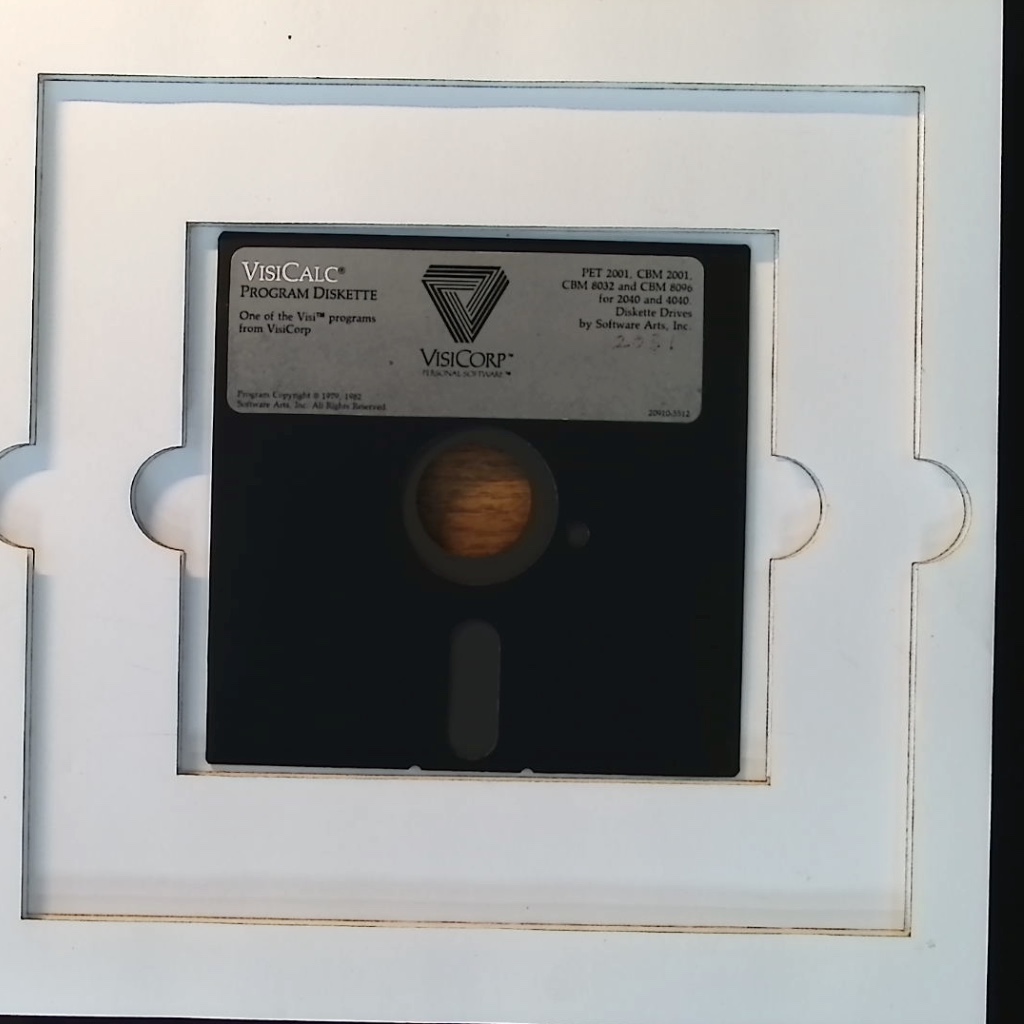 VISICALC®
PROGRAM DISKETTE
One of the Visi™ programs
from VisiCorp
VISICORP™
PERSONAL SOFTWARE™
PET 2001, CBM 2001,
CBM 8032 and CBM 8096
for 2040 and 4040.
Diskette Drives
by Software Arts, Inc.
Program Copyright © 1979, 1982
Software Arts, Inc. All Rights Reserved.